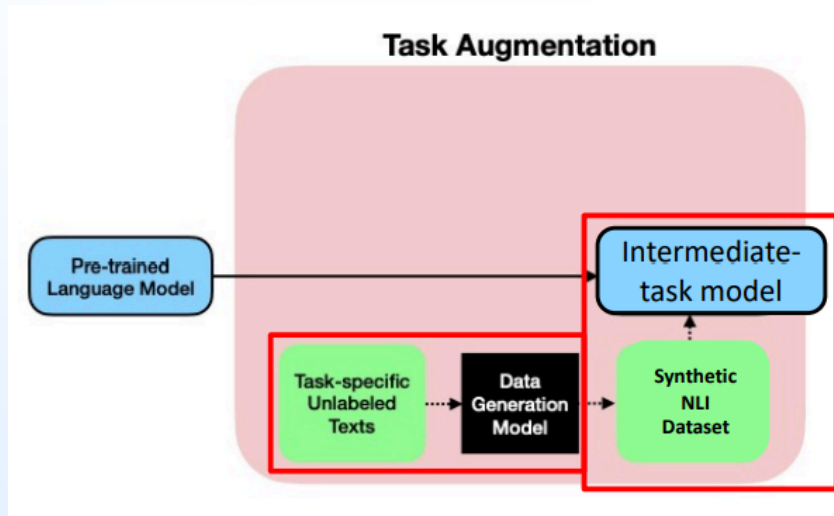 Task Augmentation
Pre-trained
Language Model
Intermediate-
task model
Task-specific
Unlabeled
Texts
Data
Generation
Model
Synthetic
NLI
Dataset